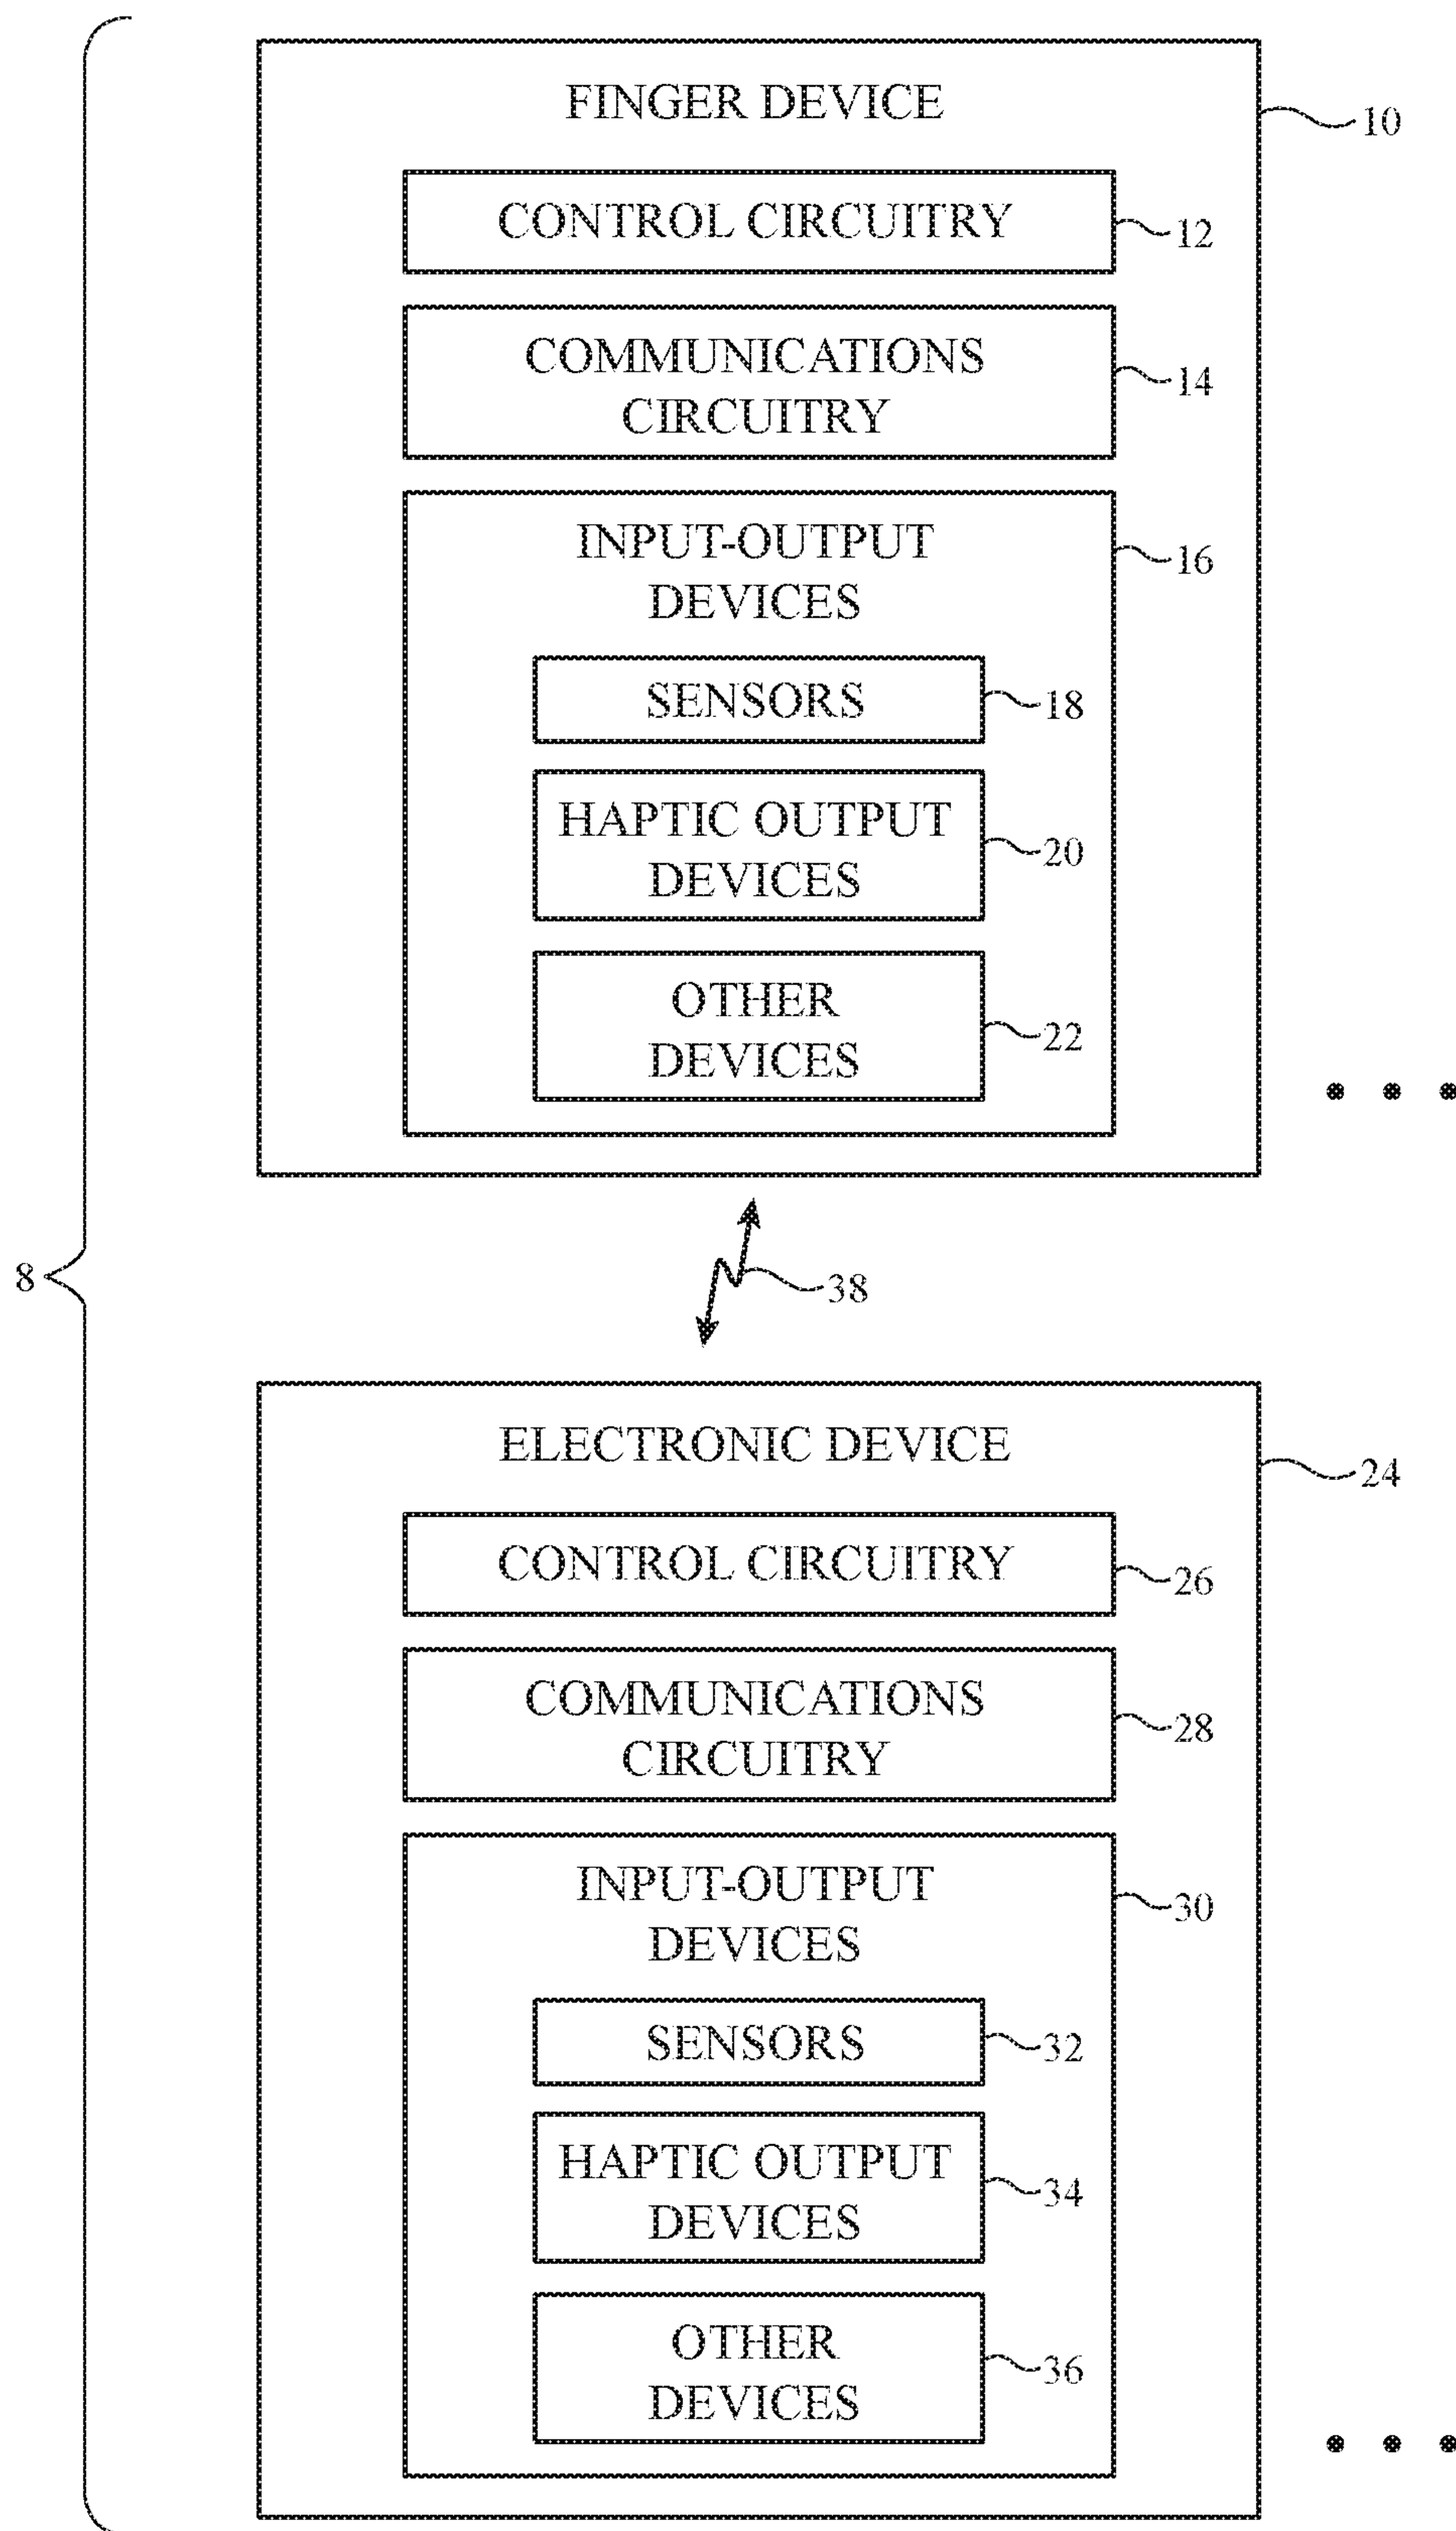 FINGER DEVICE
10
CONTROL CIRCUITRY
12
COMMUNICATIONS
CIRCUITRY
14
INPUT-OUTPUT
DEVICES
16
SENSORS
18
HAPTIC OUTPUT
DEVICES
20
OTHER
DEVICES
22
8
38
ELECTRONIC DEVICE
24
CONTROL CIRCUITRY
26
COMMUNICATIONS
CIRCUITRY
28
INPUT-OUTPUT
DEVICES
30
SENSORS
32
HAPTIC OUTPUT
DEVICES
34
OTHER
DEVICES
36